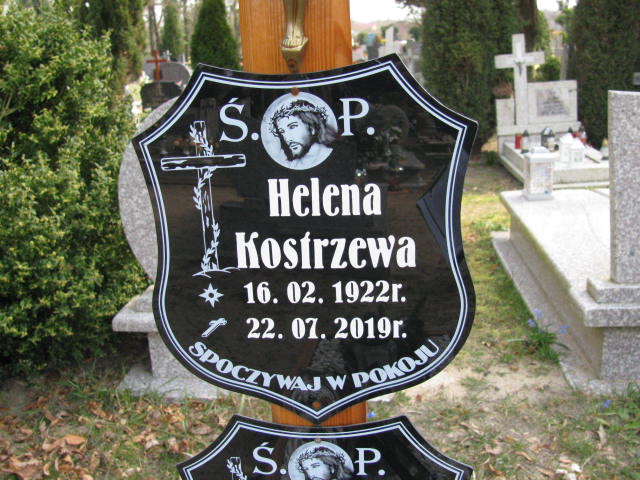 Ś. P.
Helena
Kostrzewa
16. 02. 1922r.
22. 07. 2019r.
SPOCZYWAJ W POKOJU
Ś. P.